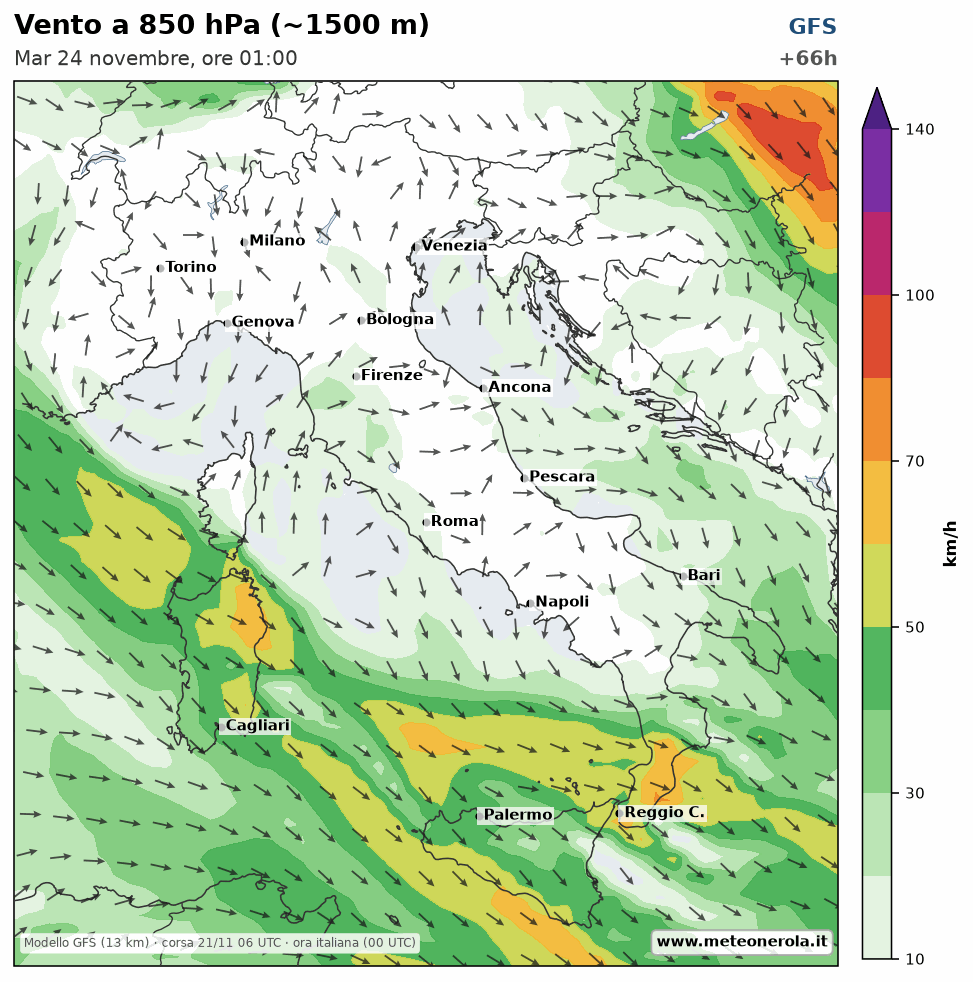 Vento a 850 hPa (~1500 m)
GFS
Mar 24 novembre, ore 01:00
+66h
140
100
70
50
30
10
km/h
Milano
Venezia
Torino
Genova
Bologna
Firenze
Ancona
Pescara
Roma
Bari
Napoli
Cagliari
Palermo
Reggio C.
Modello GFS (13 km) · corsa 21/11 06 UTC · ora italiana (00 UTC)
www.meteonerola.it